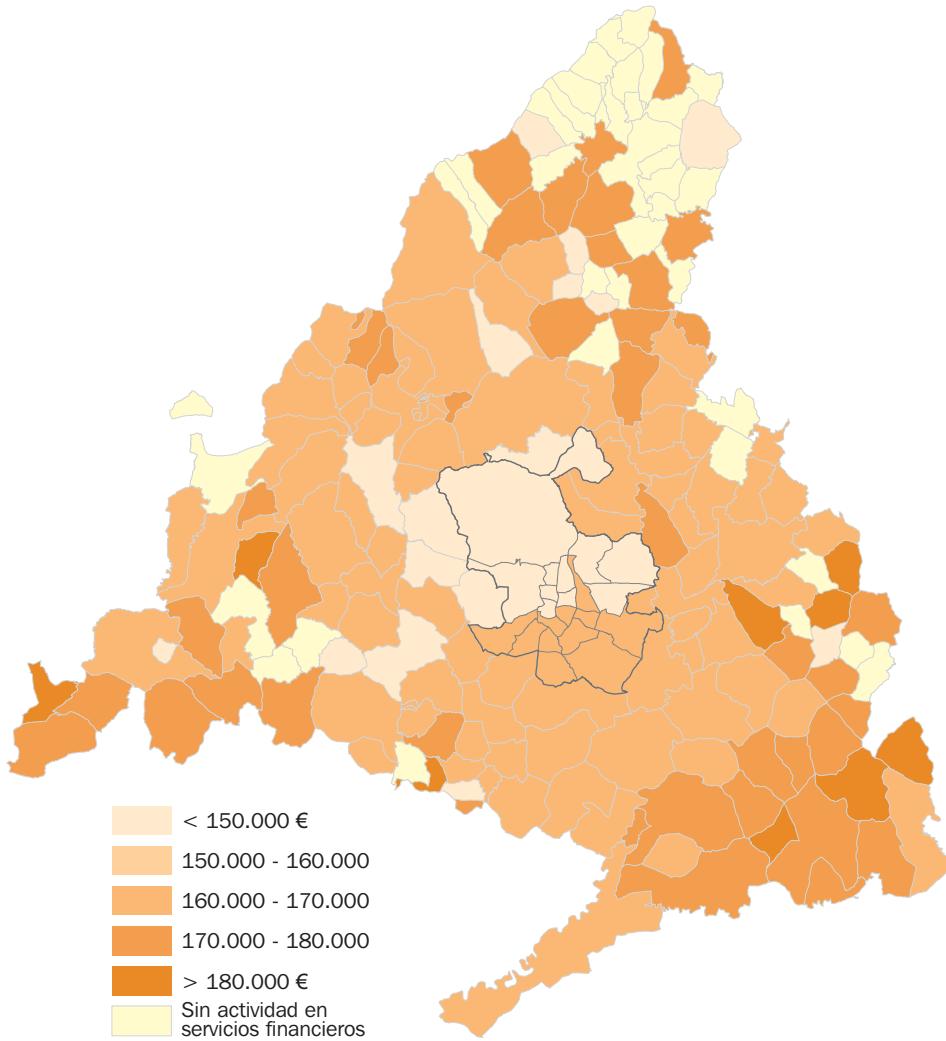 < 150.000 €
150.000 - 160.000
160.000 - 170.000
170.000 - 180.000
> 180.000 €
Sin actividad en
servicios financieros